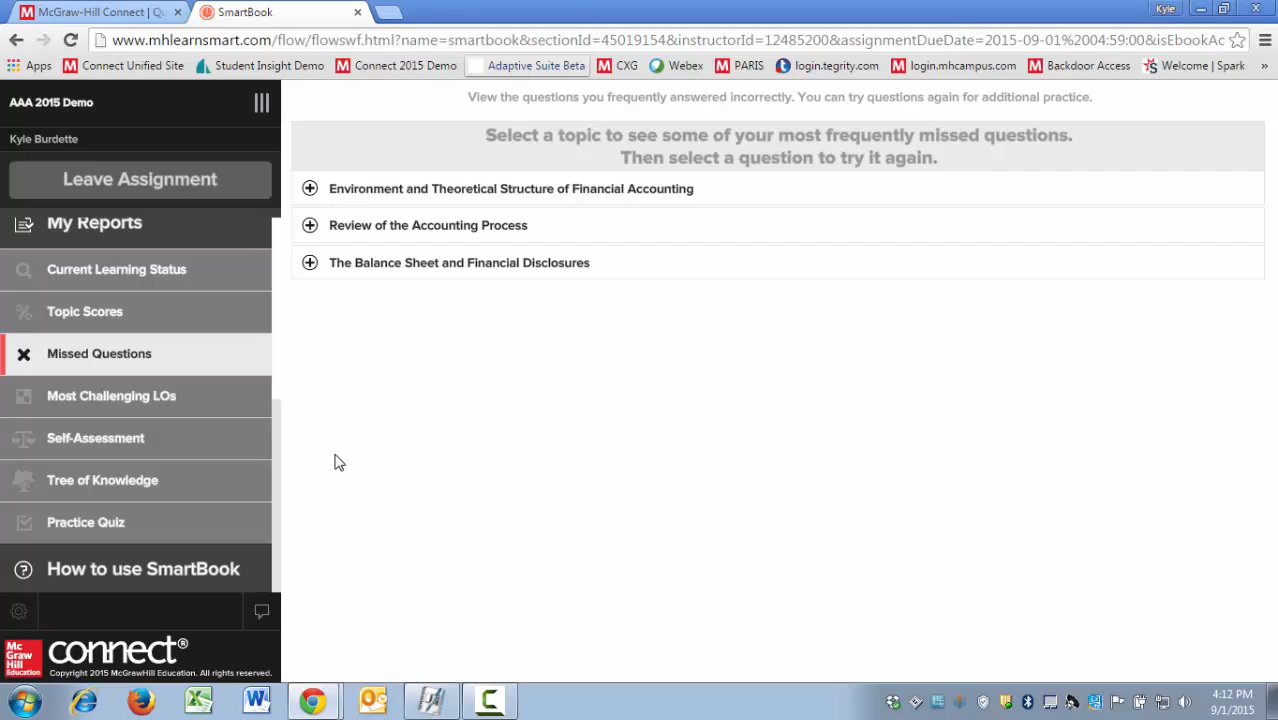 McGraw-Hill Connect | Qu
SmartBook
Kyle
www.mhlearnsmart.com/flow/flowswf.html?name=smartbook&sectionId=45019154&instructorId=12485200&assignmentDueDate=2015-09-01%2004:59:00&isEbookAc
Apps
Connect Unified Site
Student Insight Demo
Connect 2015 Demo
Adaptive Suite Beta
CXG
Webex
PARIS
login.tegrity.com
login.mhcampus.com
Backdoor Access
Welcome | Spark
»
AAA 2015 Demo
Kyle Burdette
Leave Assignment
My Reports
Current Learning Status
Topic Scores
Missed Questions
Most Challenging LOs
Self-Assessment
Tree of Knowledge
Practice Quiz
How to use SmartBook
Mc
Graw
Hill
Education
connect®
Copyright 2015 McGrawHill Education. All rights reserved.
View the questions you frequently answered incorrectly. You can try questions again for additional practice.
Select a topic to see some of your most frequently missed questions.
Then select a question to try it again.
Environment and Theoretical Structure of Financial Accounting
Review of the Accounting Process
The Balance Sheet and Financial Disclosures
4:12 PM
9/1/2015